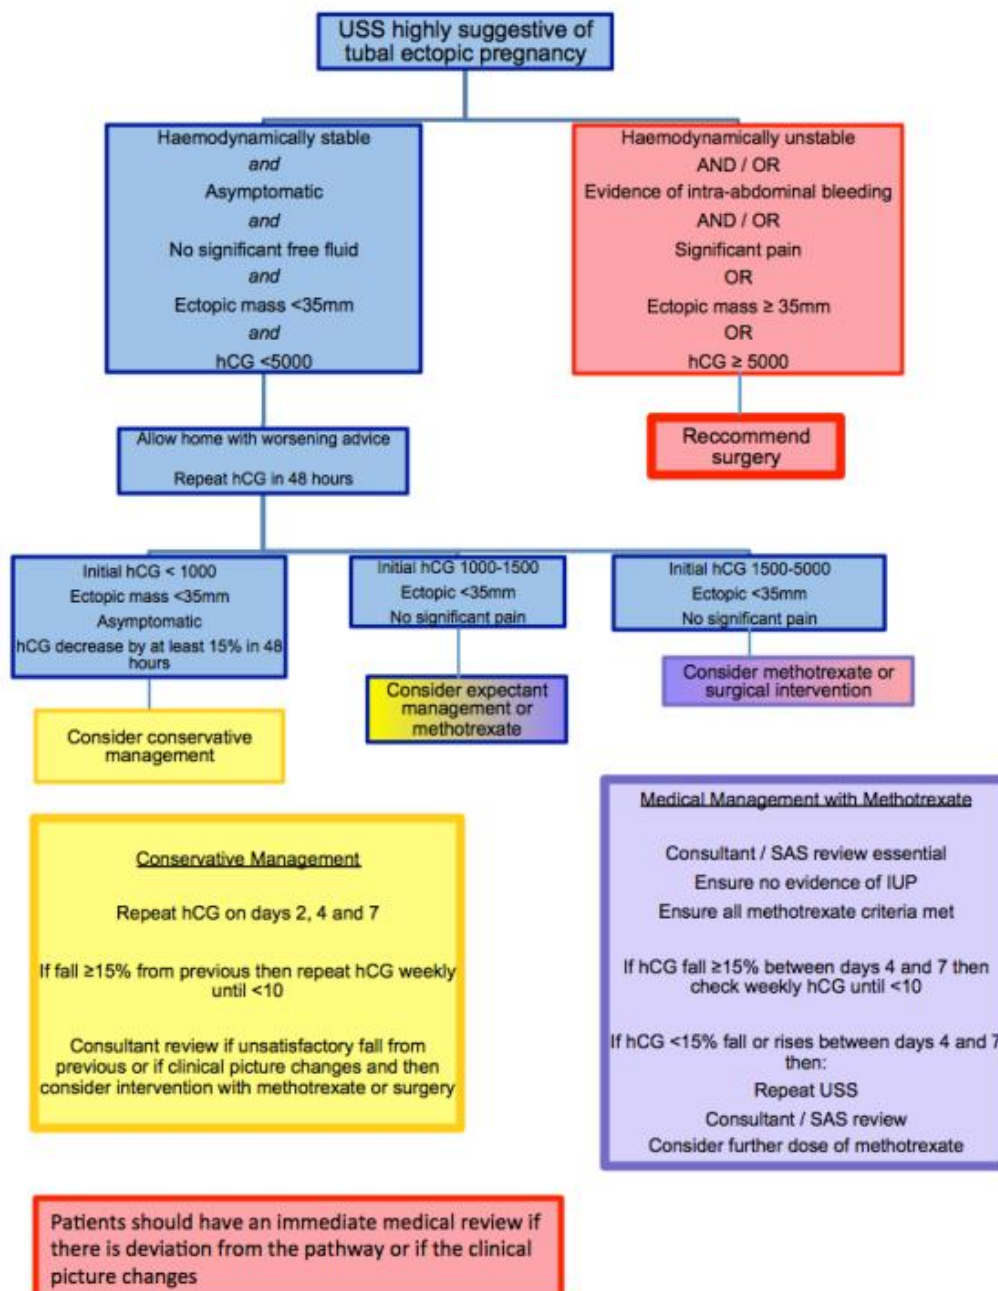 USS highly suggestive of
tubal ectopic pregnancy
Haemodynamically stable
and
Asymptomatic
and
No significant free fluid
and
Ectopic mass <35mm
and
hCG <5000
Haemodynamically unstable
AND / OR
Evidence of intra-abdominal bleeding
AND / OR
Significant pain
OR
Ectopic mass ≥ 35mm
OR
hCG ≥ 5000
Allow home with worsening advice
Repeat hCG in 48 hours
Reccommend
surgery
Initial hCG < 1000
Ectopic mass <35mm
Asymptomatic
hCG decrease by at least 15% in 48
hours
Initial hCG 1000-1500
Ectopic <35mm
No significant pain
Initial hCG 1500-5000
Ectopic <35mm
No significant pain
Consider conservative
management
Consider expectant
management or
methotrexate
Consider methotrexate or
surgical intervention
Conservative Management
Repeat hCG on days 2, 4 and 7
If fall ≥15% from previous then repeat hCG weekly
until <10
Consultant review if unsatisfactory fall from
previous or if clinical picture changes and then
consider intervention with methotrexate or surgery
Medical Management with Methotrexate
Consultant / SAS review essential
Ensure no evidence of IUP
Ensure all methotrexate criteria met
If hCG fall ≥15% between days 4 and 7 then
check weekly hCG until <10
If hCG <15% fall or rises between days 4 and 7
then:
Repeat USS
Consultant / SAS review
Consider further dose of methotrexate
Patients should have an immediate medical review if
there is deviation from the pathway or if the clinical
picture changes